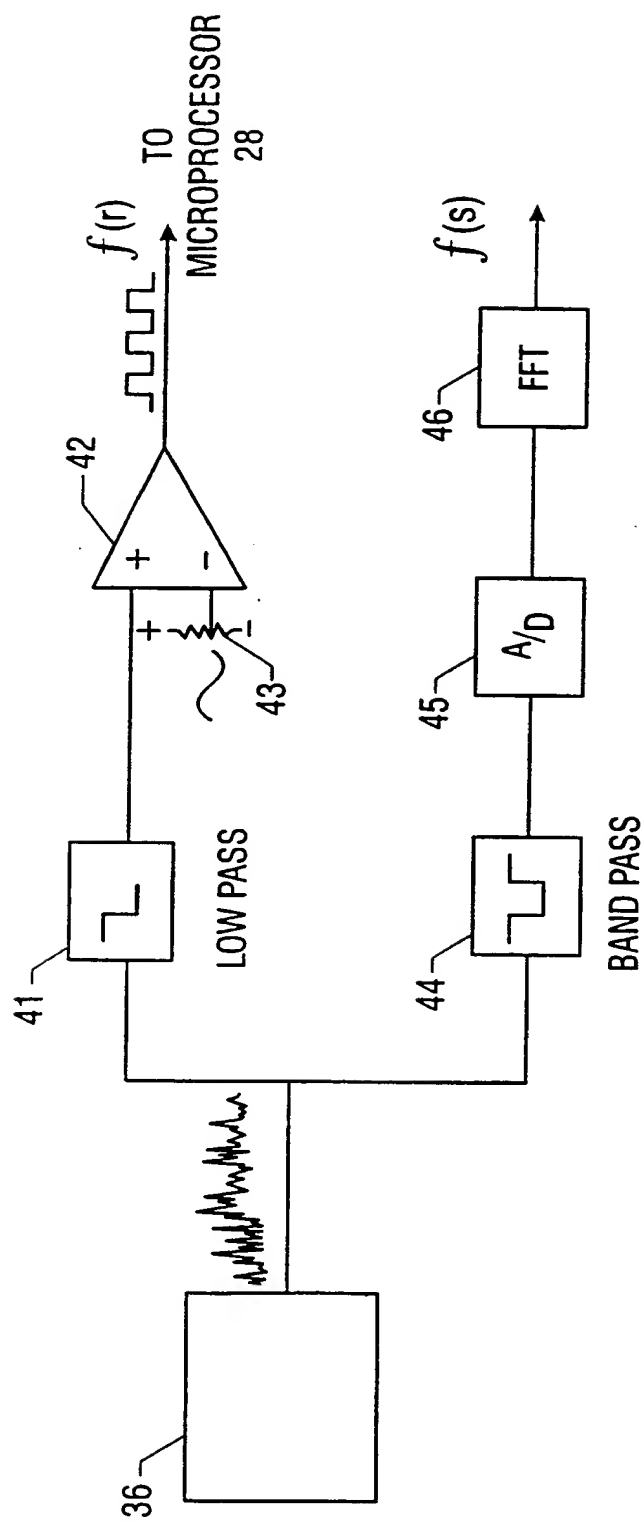 36
41
LOW PASS
42
+
−
+
−
43
f(r)
TO
MICROPROCESSOR
28
44
BAND PASS
45
A/D
46
FFT
f(s)